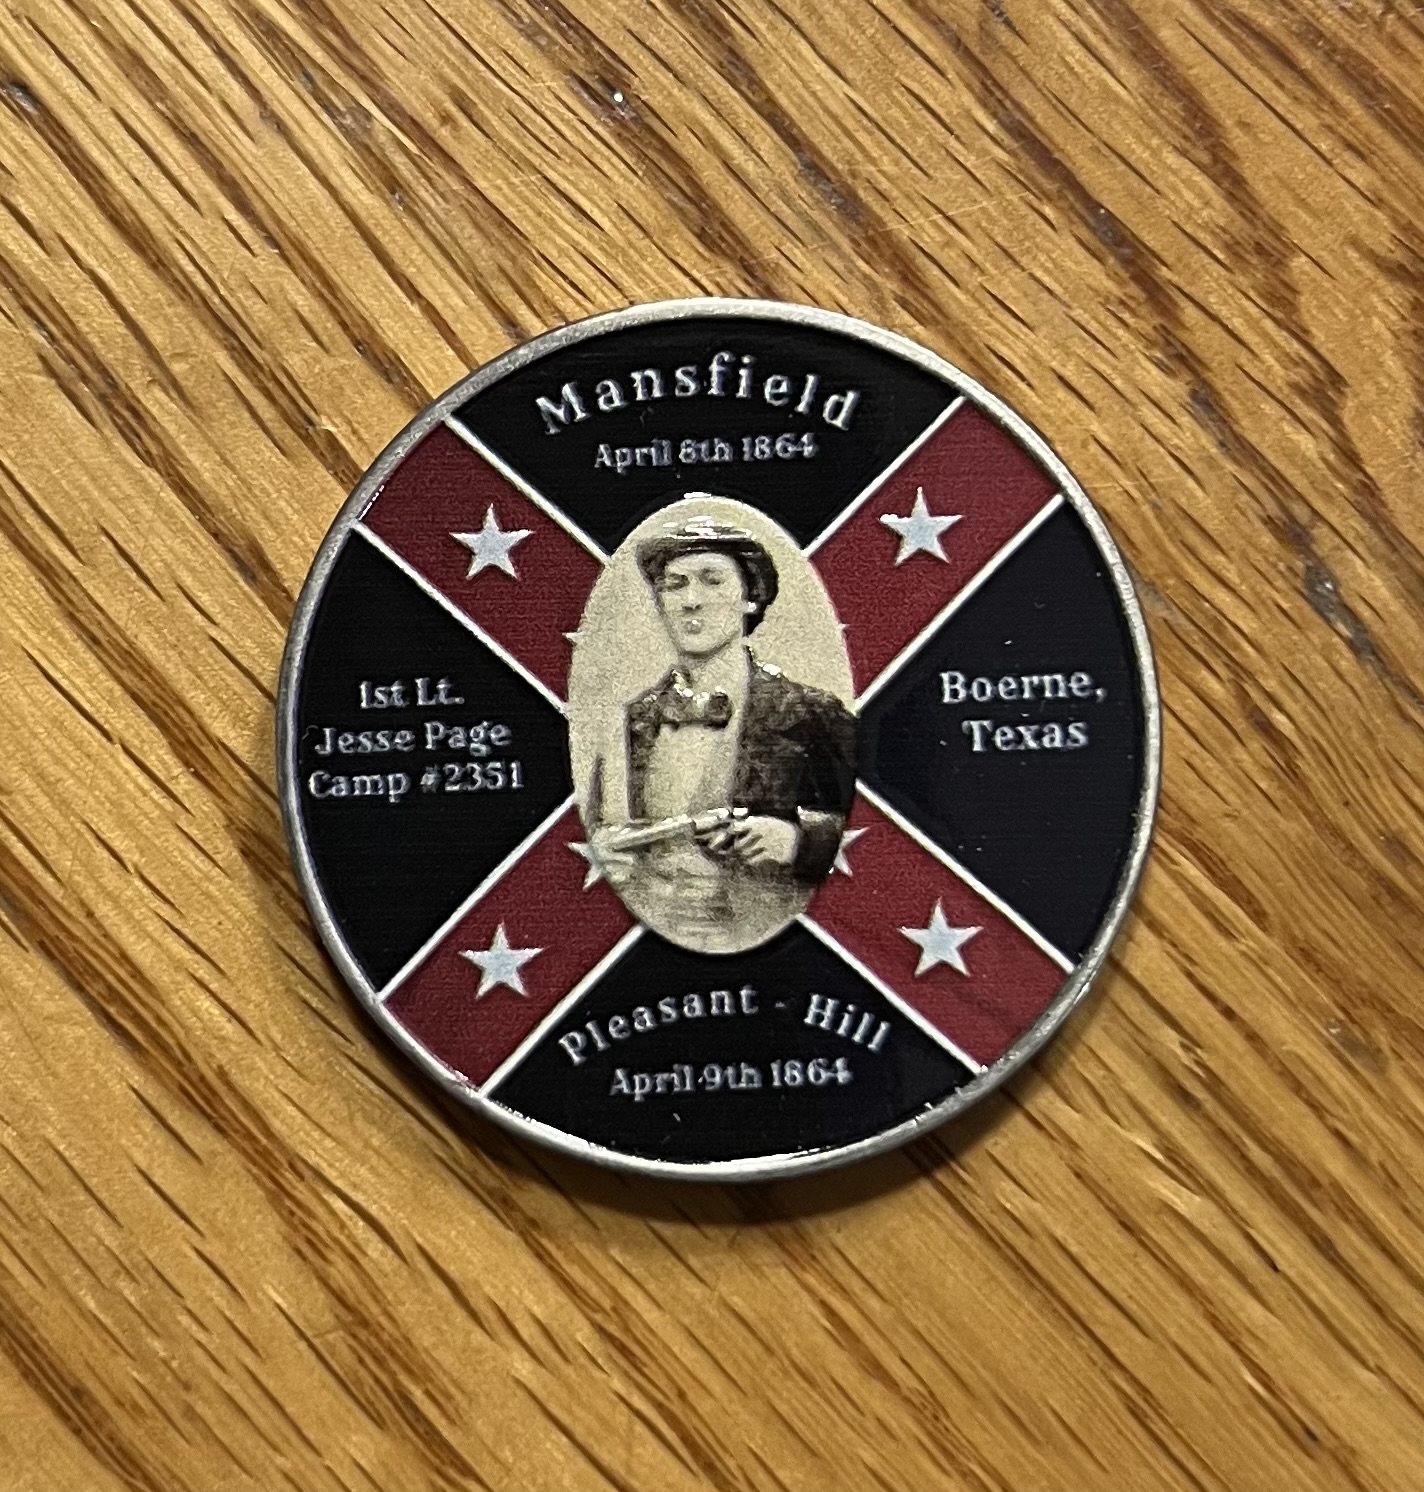 Mansfield
April 8th 1864
1st Lt.
Jesse Page
Camp #2351
Boerne,
Texas
Pleasant - Hill
April 9th 1864